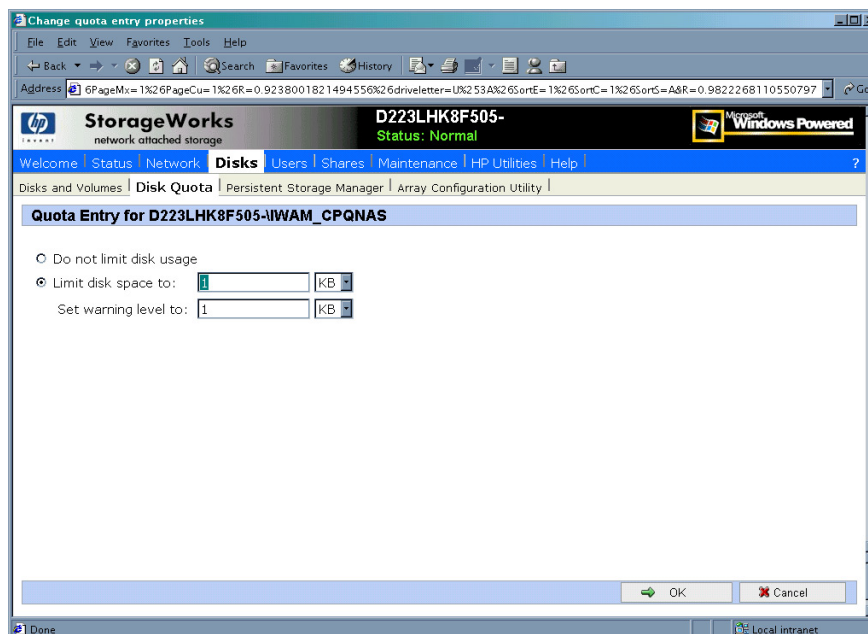 Change quota entry properties
File Edit View Favorites Tools Help
Back Search Favorites History
Address 6PageMx=1%26PageCu=1%26R=0.9238001821494556%26driveletter=U%253A%26SortE=1%26SortC=1%26SortS=A&R=0.9822268110550797 Go
hp
invent
StorageWorks
network attached storage
D223LHK8F505-
Status: Normal
Microsoft
Windows Powered
Welcome Status Network Disks Users Shares Maintenance HP Utilities Help ?
Disks and Volumes Disk Quota Persistent Storage Manager Array Configuration Utility
Quota Entry for D223LHK8F505-\IWAM_CPQNAS
Do not limit disk usage
Limit disk space to: 1 KB
Set warning level to: 1 KB
OK Cancel
Done Local intranet